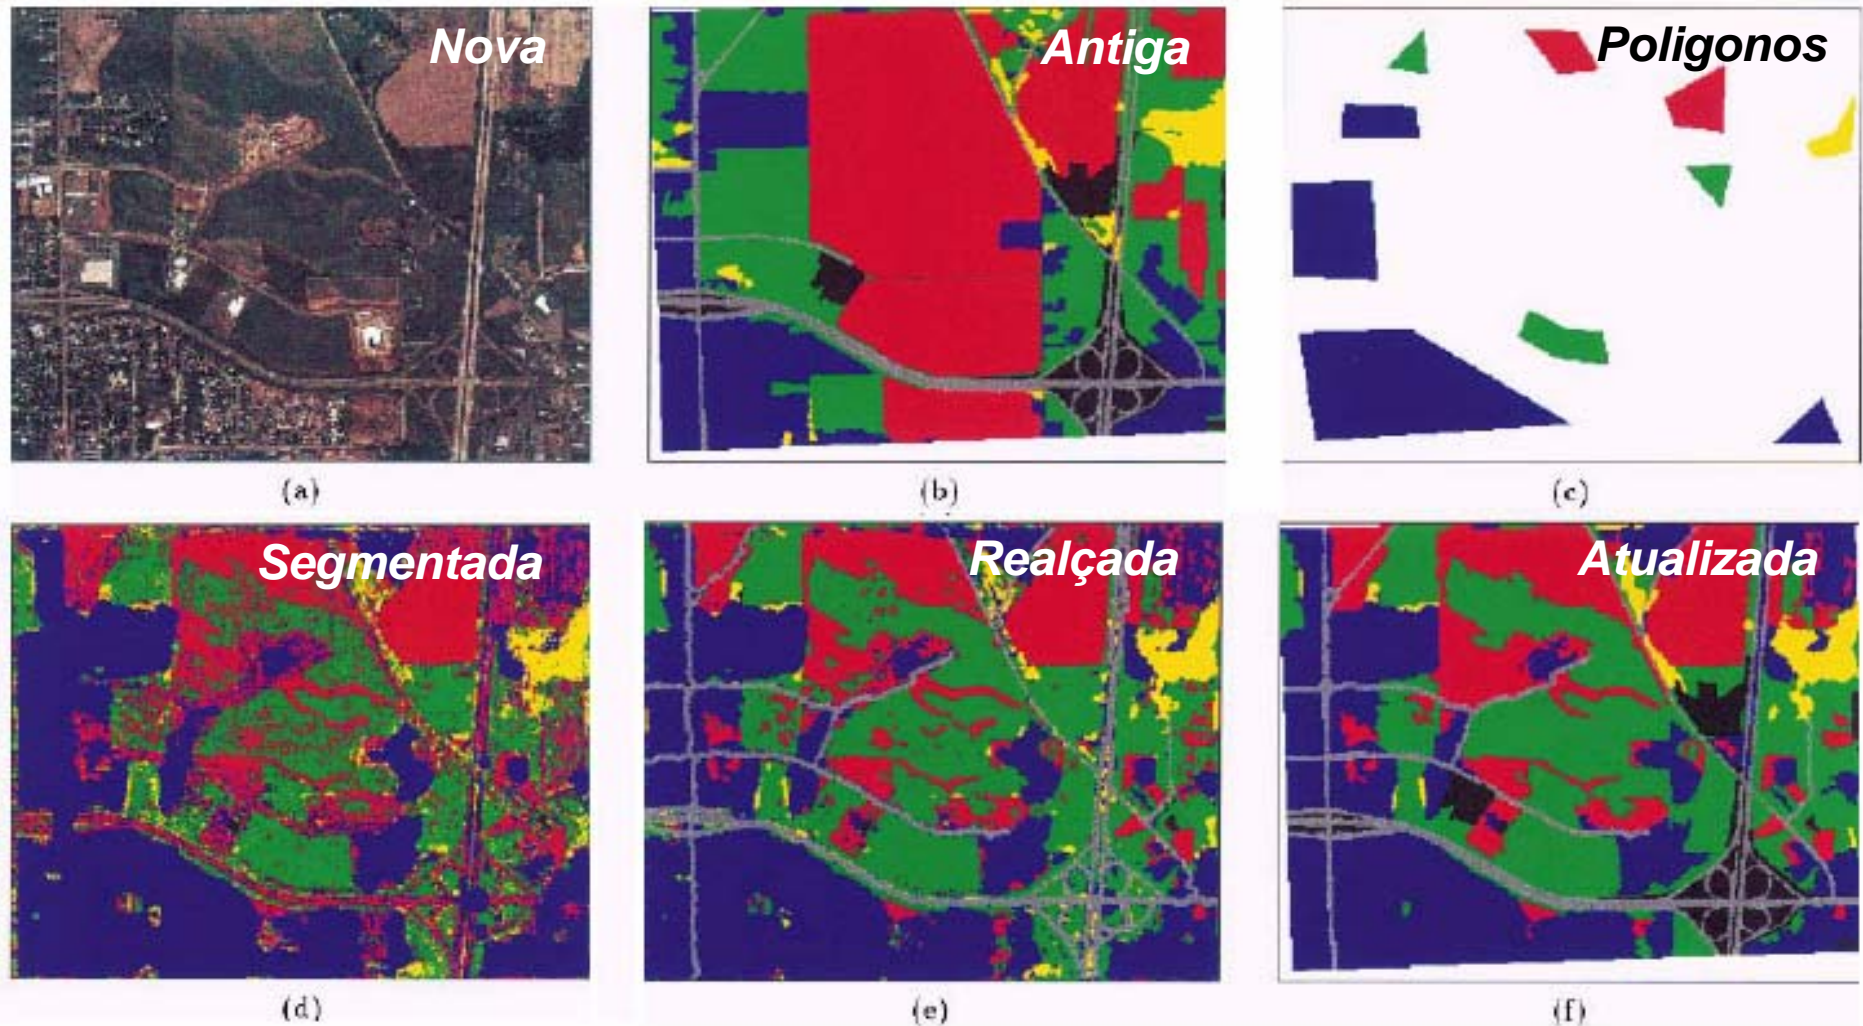 Nova
Antiga
Poligonos
(a)
(b)
(c)
Segmentada
Realçada
Atualizada
(d)
(e)
(f)